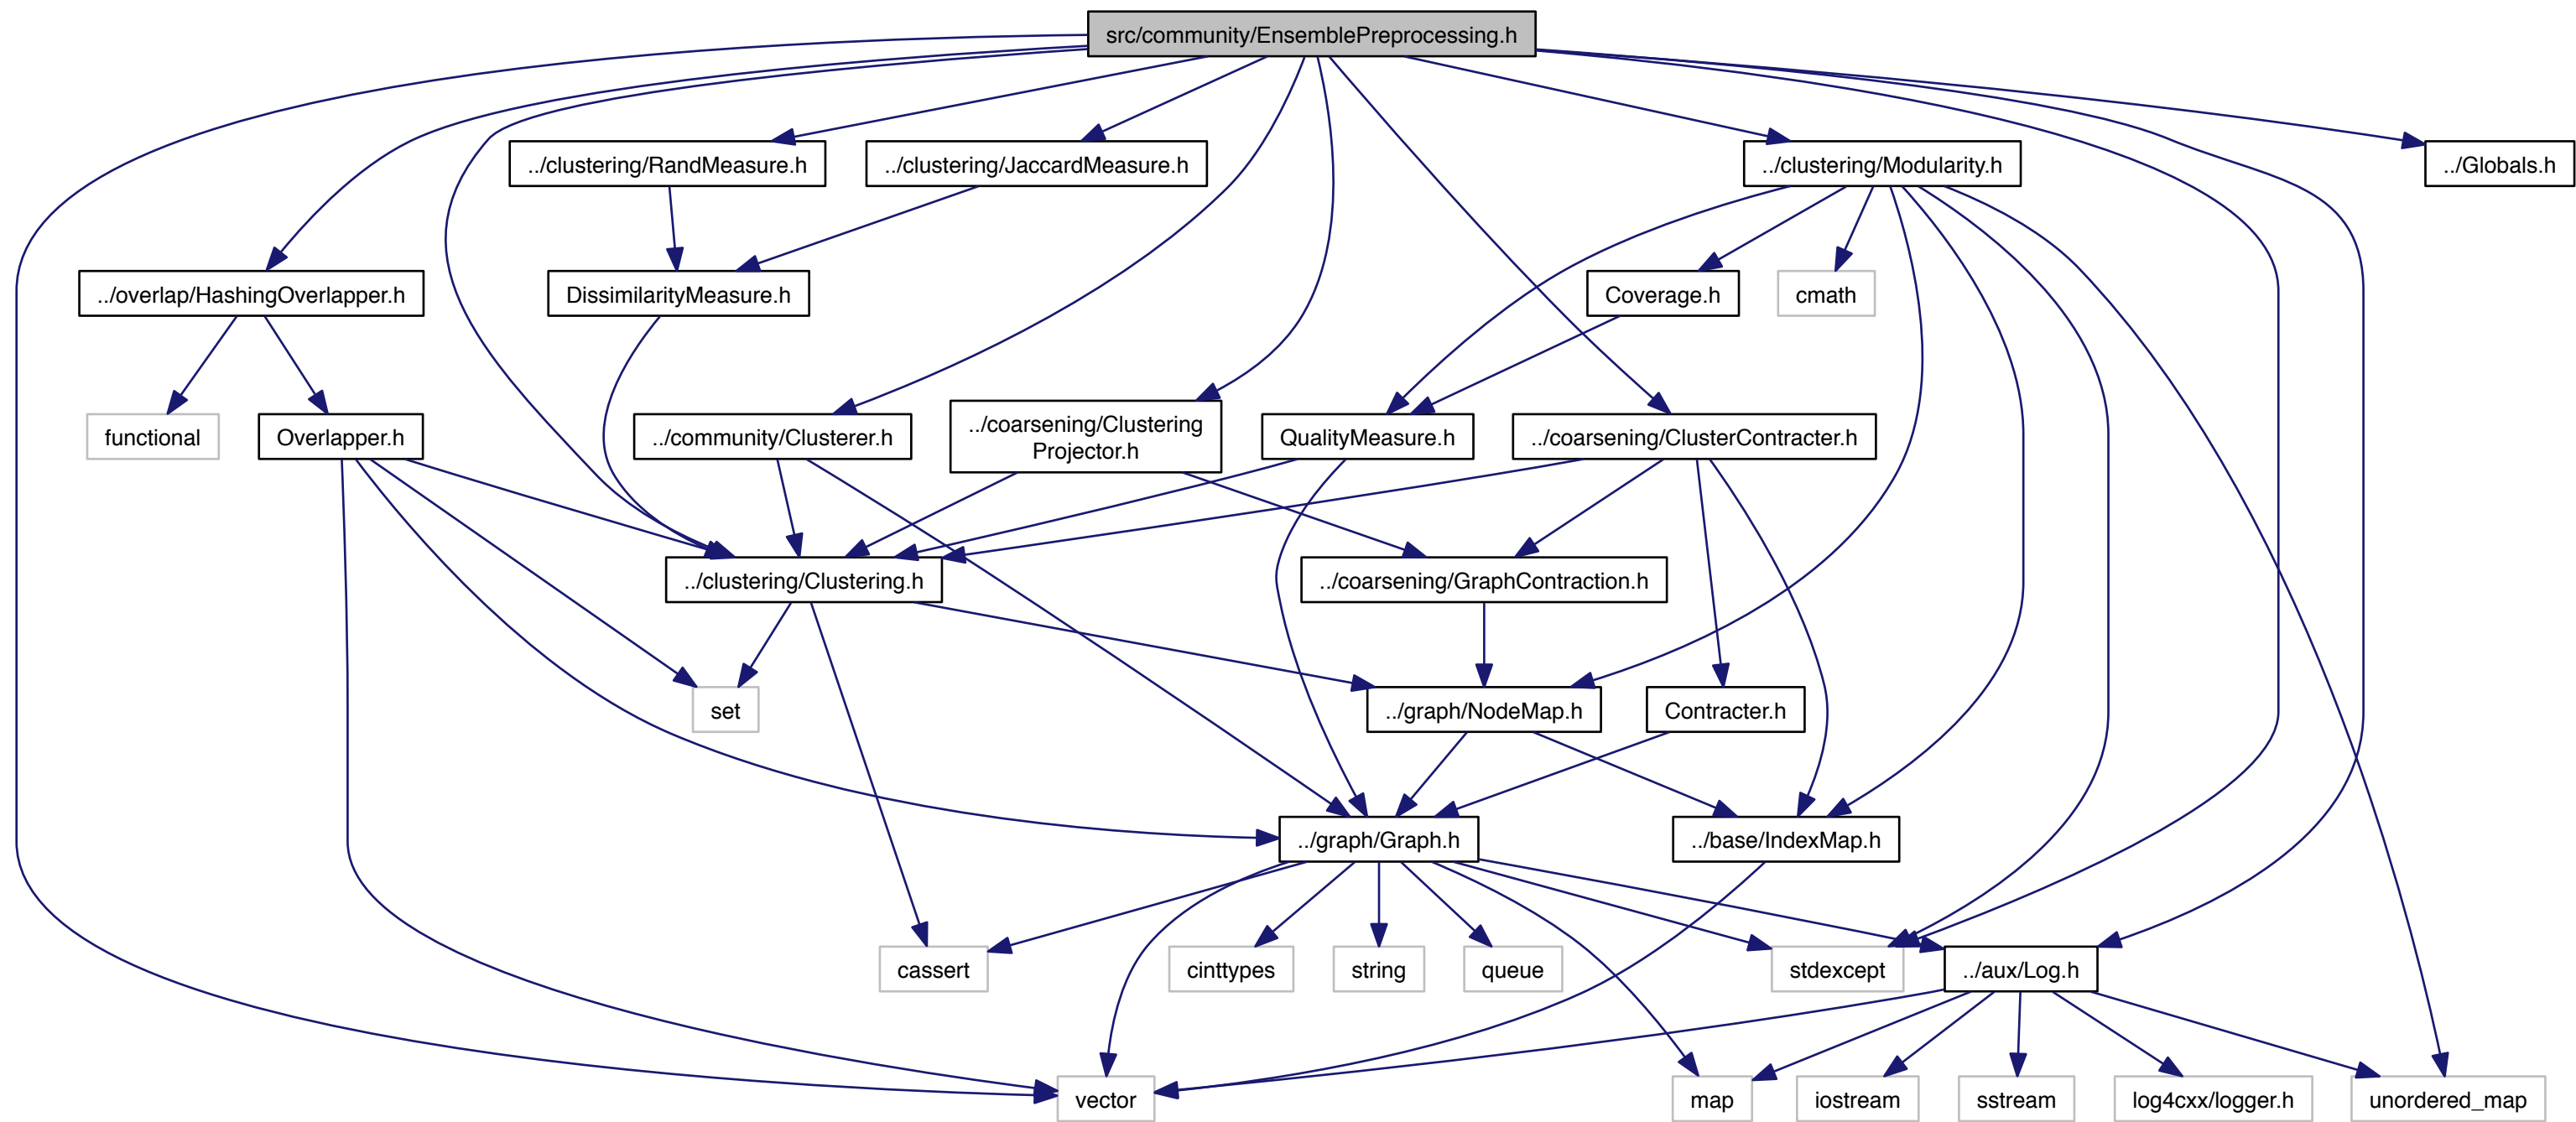 src/community/EnsemblePreprocessing.h
../clustering/RandMeasure.h
../clustering/JaccardMeasure.h
../clustering/Modularity.h
../Globals.h
../overlap/HashingOverlapper.h
DissimilarityMeasure.h
Coverage.h
cmath
functional
Overlapper.h
../community/Clusterer.h
../coarsening/Clustering
Projector.h
QualityMeasure.h
../coarsening/ClusterContracter.h
../clustering/Clustering.h
../coarsening/GraphContraction.h
set
../graph/NodeMap.h
Contracter.h
../graph/Graph.h
../base/IndexMap.h
cassert
cinttypes
string
queue
stdexcept
../aux/Log.h
vector
map
iostream
sstream
log4cxx/logger.h
unordered_map